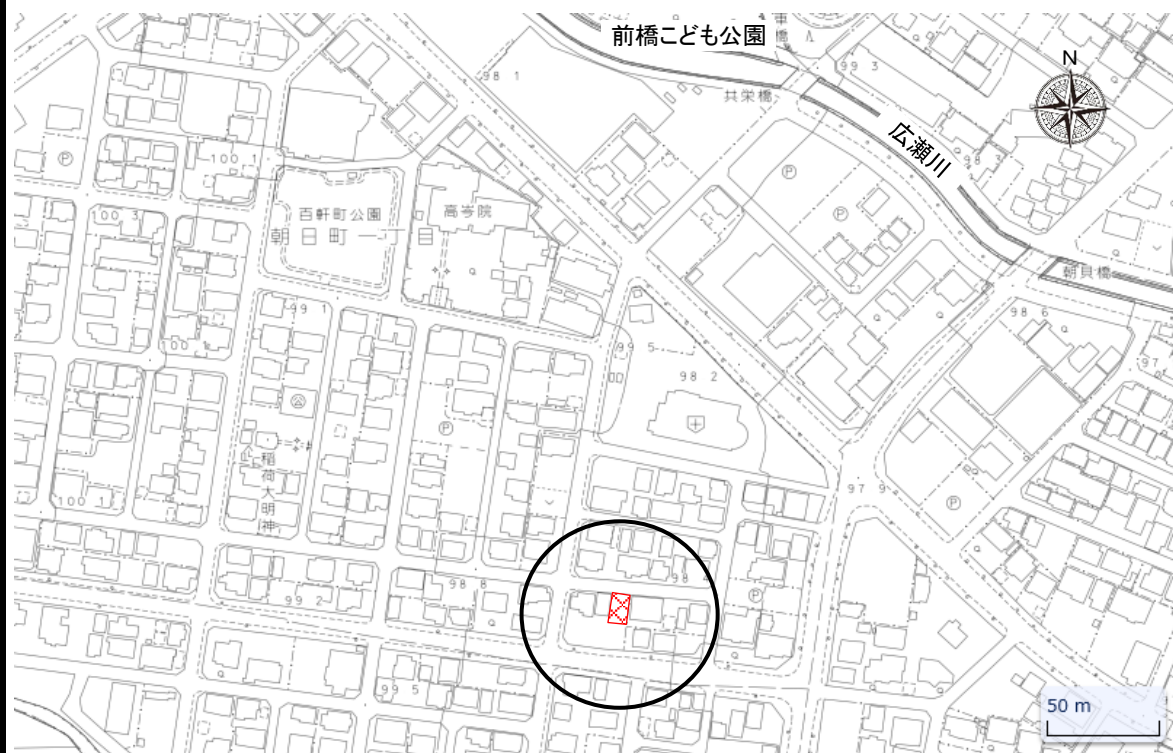 前橋こども公園
N
99 3
98 1
共栄橋
広瀬川
98 3
P
100 1
P
百軒町公園
高岑院
P
100 3
朝日町一丁目
朝貝橋
99 1
98 6
99 5
98 2
P
稲荷大明神
100 1
97 9
P
98 8
98
P
99 2
99 5
50 m